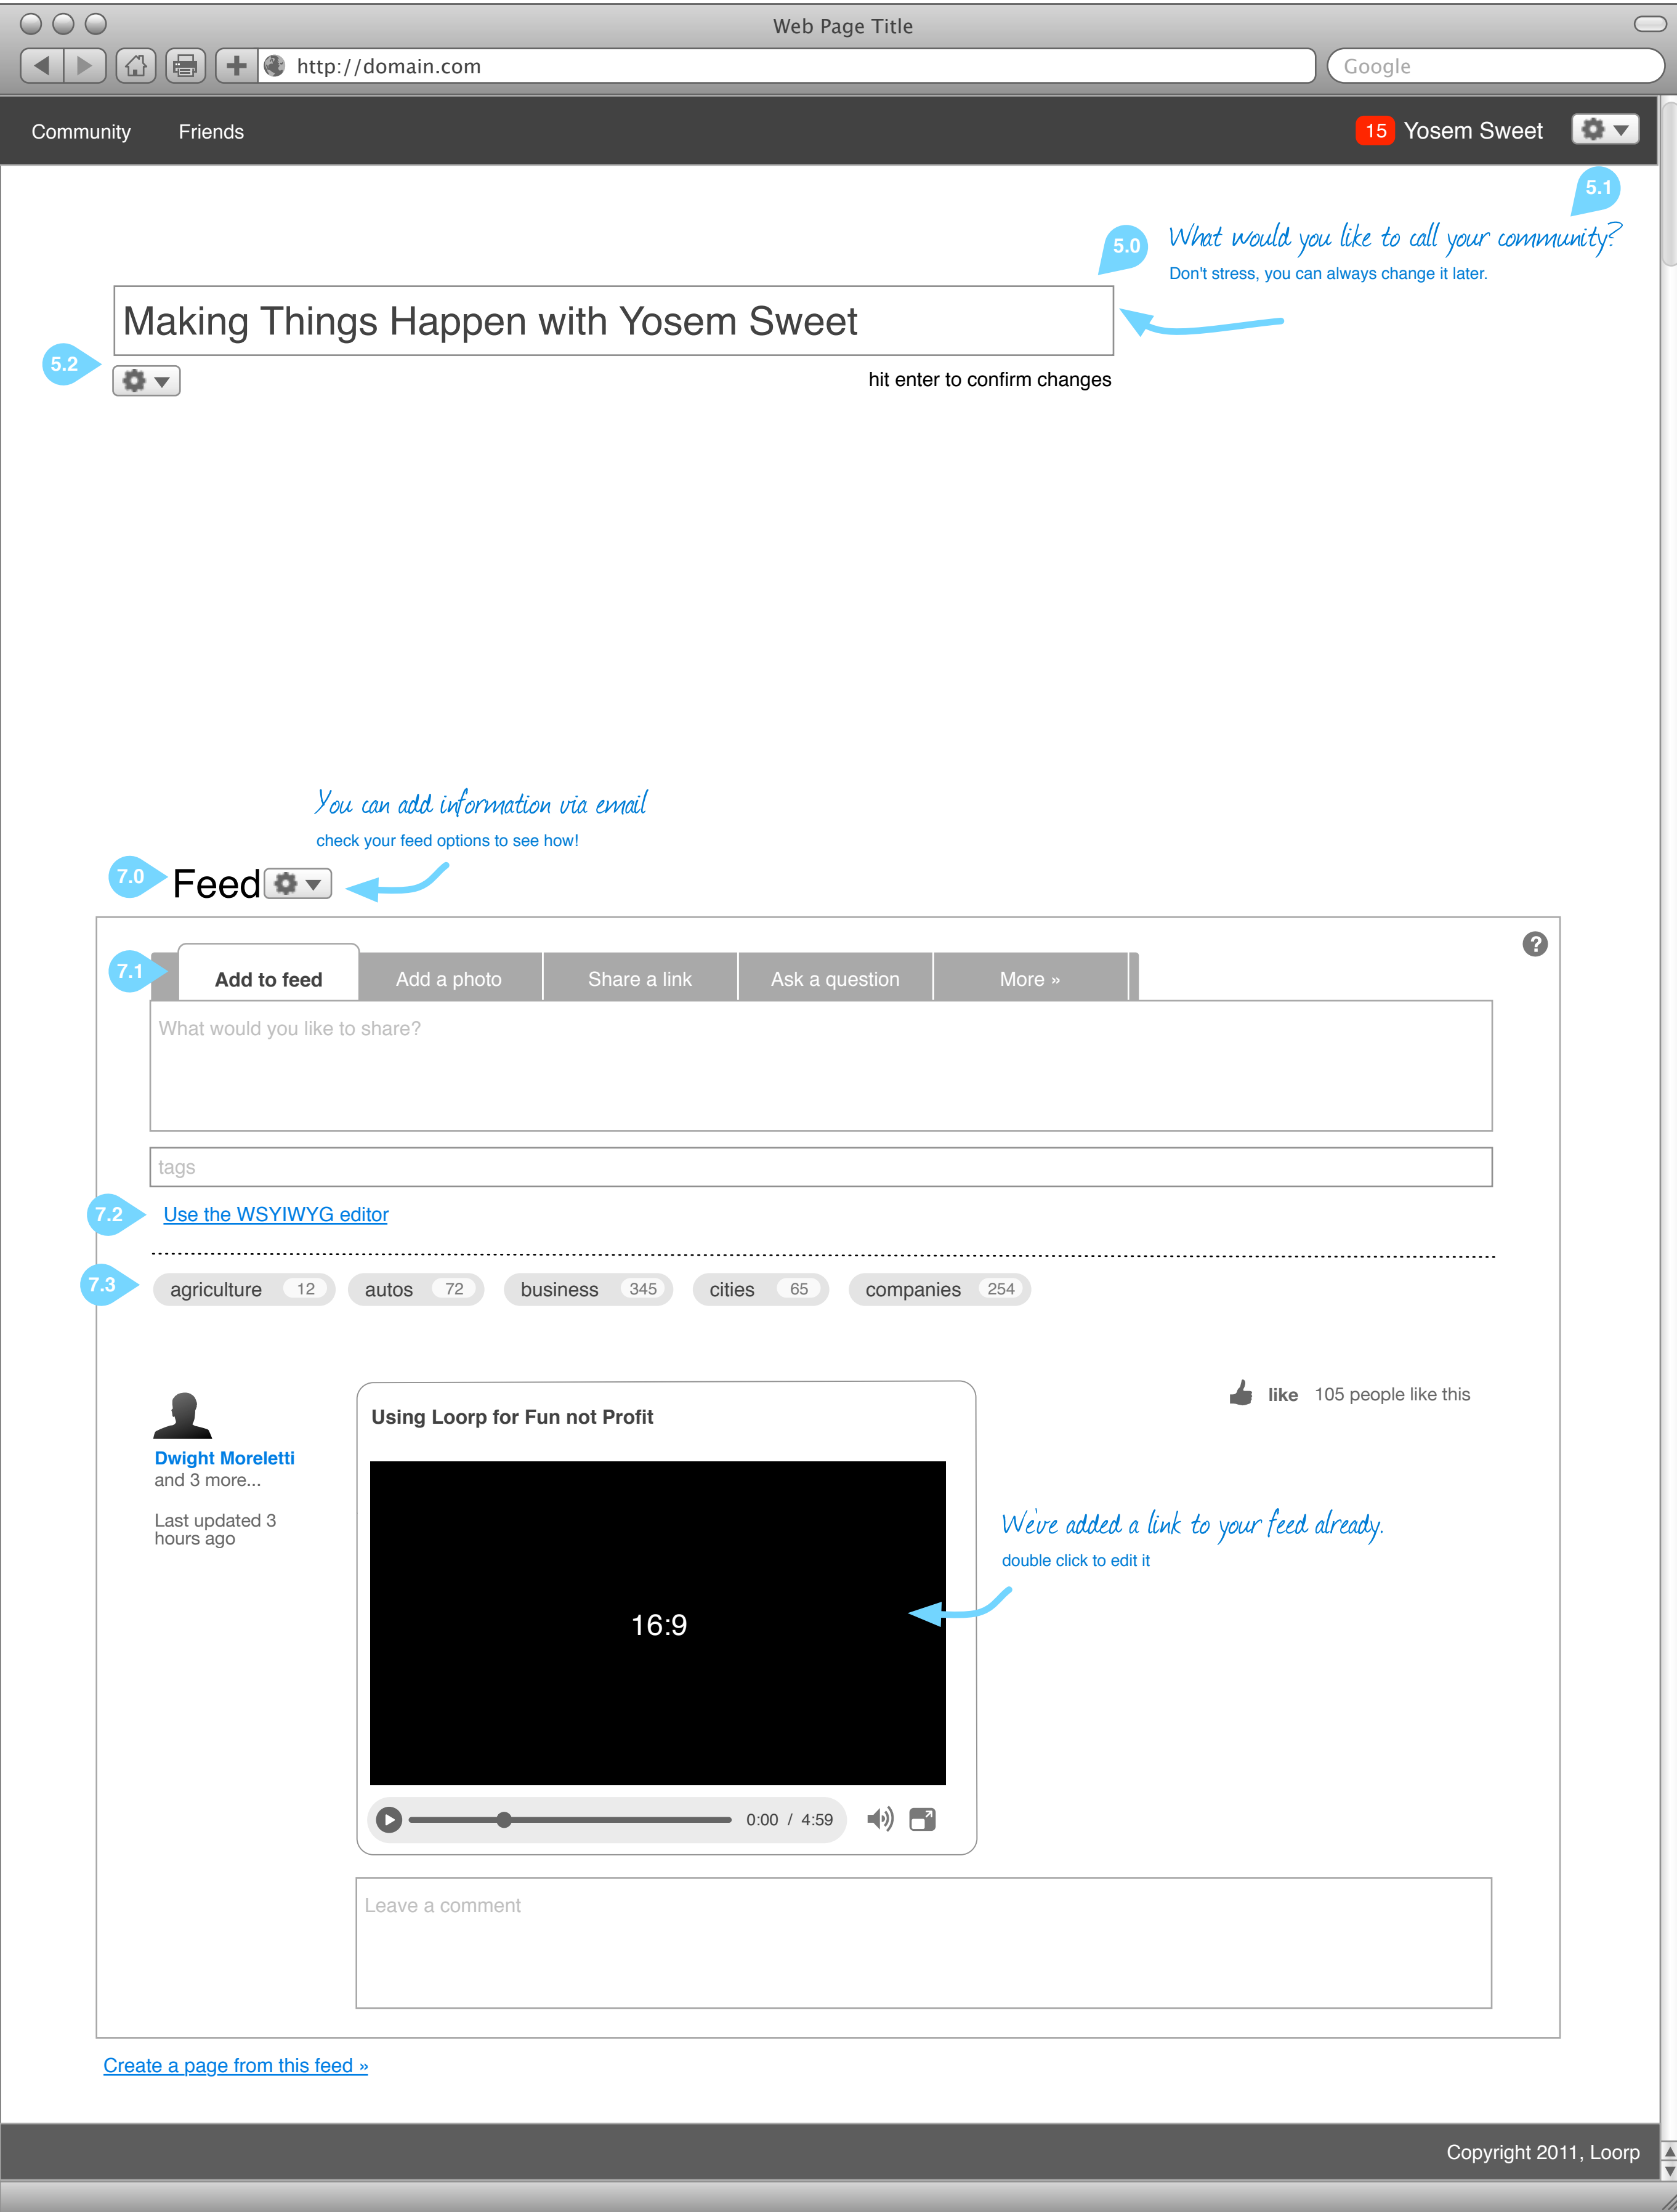 Web Page Title
http://domain.com
Google
Community Friends 15 Yosem Sweet
5.1
5.0 What would you like to call your community?
Don't stress, you can always change it later.
Making Things Happen with Yosem Sweet
5.2
hit enter to confirm changes
You can add information via email
check your feed options to see how!
7.0 Feed
?
7.1 Add to feed Add a photo Share a link Ask a question More »
What would you like to share?
tags
7.2 Use the WSYIWYG editor
7.3 agriculture 12 autos 72 business 345 cities 65 companies 254
like 105 people like this
Using Loorp for Fun not Profit
Dwight Moreletti
and 3 more...
Last updated 3
hours ago
We've added a link to your feed already.
double click to edit it
16:9
0:00 / 4:59
Leave a comment
Create a page from this feed »
Copyright 2011, Loorp